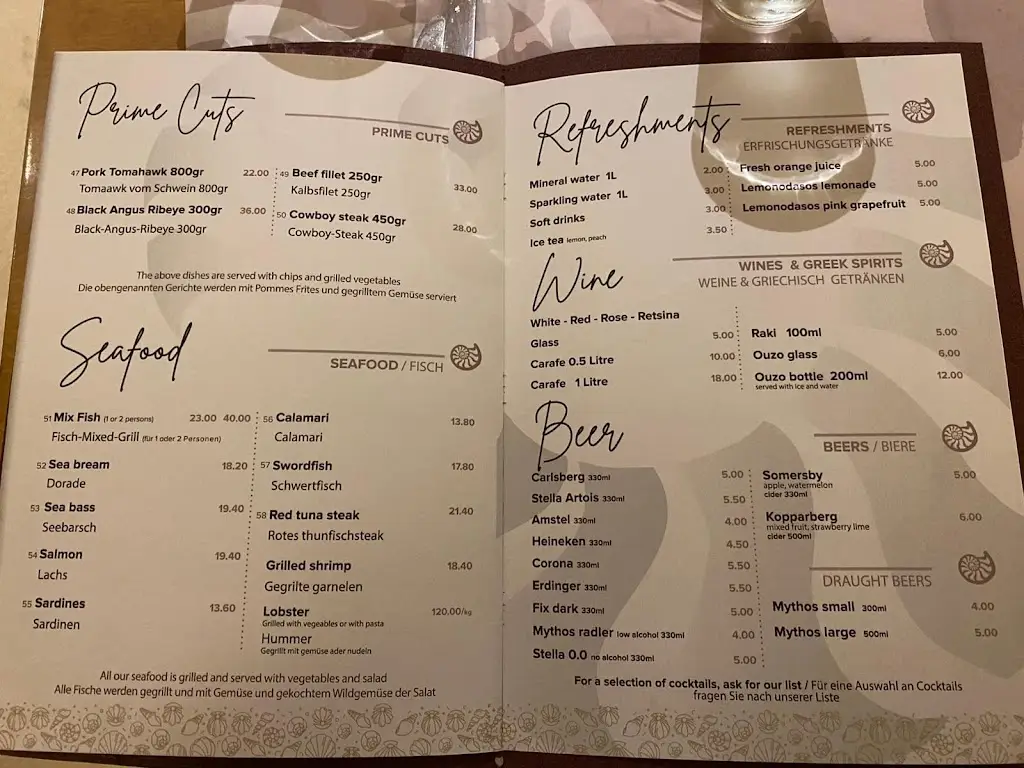 Prime Cuts
PRIME CUTS
47 Pork Tomahawk 800gr 22.00
Tomaawk vom Schwein 800gr
48 Black Angus Ribeye 300gr 36.00
Black-Angus-Ribeye 300gr
49 Beef fillet 250gr
Kalbsfilet 250gr 33.00
50 Cowboy steak 450gr
Cowboy-Steak 450gr 28.00
The above dishes are served with chips and grilled vegetables
Die obengenannten Gerichte werden mit Pommes Frites und gegrilltem Gemüse serviert
Seafood
SEAFOOD / FISCH
51 Mix Fish (1 or 2 persons) 23.00 40.00
Fisch-Mixed-Grill (für 1 oder 2 Personen)
52 Sea bream 18.20
Dorade
53 Sea bass 19.40
Seebarsch
54 Salmon 19.40
Lachs
55 Sardines 13.60
Sardinen
56 Calamari 13.80
Calamari
57 Swordfish 17.80
Schwertfisch
58 Red tuna steak 21.40
Rotes thunfischsteak
Grilled shrimp 18.40
Gegrilte garnelen
Lobster 120.00/kg
Grilled with vegeables or with pasta
Hummer
Gegrillt mit gemüse ader nudeln
All our seafood is grilled and served with vegetables and salad
Alle Fische werden gegrillt und mit Gemüse und gekochtem Wildgemüse der Salat
Refreshments
REFRESHMENTS
ERFRISCHUNGSGETRÄNKE
Mineral water 1L 2.00
Sparkling water 1L 3.00
Soft drinks 3.00
Ice tea lemon, peach 3.50
Fresh orange juice 5.00
Lemonodasos lemonade 5.00
Lemonodasos pink grapefruit 5.00
Wine
WINES & GREEK SPIRITS
WEINE & GRIECHISCH GETRÄNKEN
White - Red - Rose - Retsina
Glass 5.00
Carafe 0.5 Litre 10.00
Carafe 1 Litre 18.00
Raki 100ml 5.00
Ouzo glass 6.00
Ouzo bottle 200ml 12.00
served with ice and water
Beer
BEERS / BIERE
Carlsberg 330ml 5.00
Stella Artois 330ml 5.50
Amstel 330ml 4.00
Heineken 330ml 4.50
Corona 330ml 5.50
Erdinger 330ml 5.50
Fix dark 330ml 5.00
Mythos radler low alcohol 330ml 4.00
Stella 0.0 no alcohol 330ml 5.00
Somersby 5.00
apple, watermelon
cider 330ml
Kopparberg 6.00
mixed fruit, strawberry lime
cider 500ml
DRAUGHT BEERS
Mythos small 300ml 4.00
Mythos large 500ml 5.00
For a selection of cocktails, ask for our list / Für eine Auswahl an Cocktails
fragen Sie nach unserer Liste